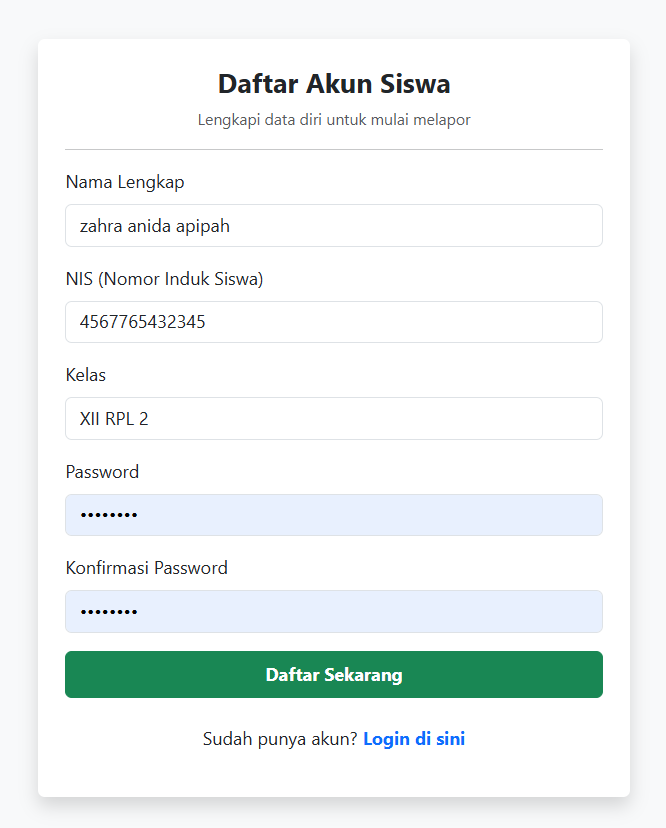 Daftar Akun Siswa
Lengkapi data diri untuk mulai melapor
Nama Lengkap
zahra anida apipah
NIS (Nomor Induk Siswa)
4567765432345
Kelas
XII RPL 2
Password
••••••••
Konfirmasi Password
••••••••
Daftar Sekarang
Sudah punya akun? Login di sini